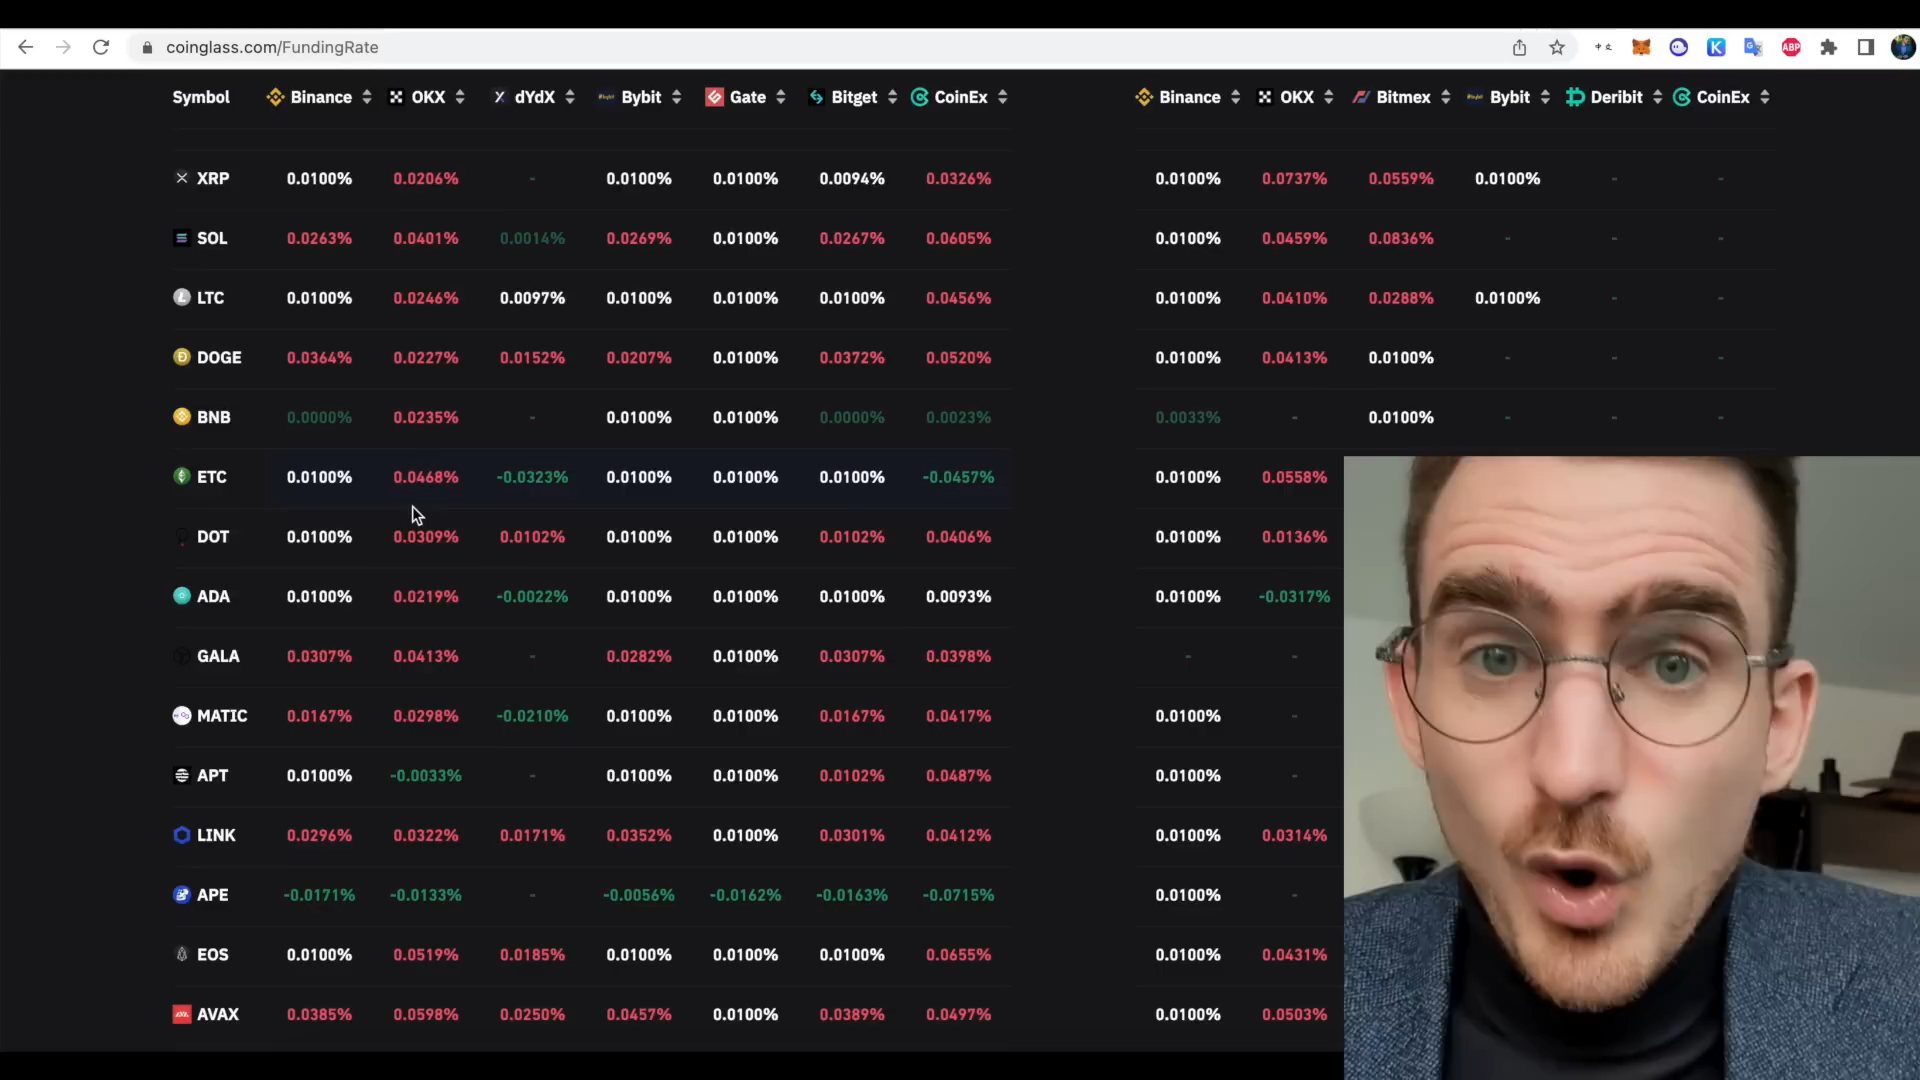 coinglass.com/FundingRate
Symbol Binance OKX dYdX Bybit Gate Bitget CoinEx Binance OKX Bitmex Bybit Deribit CoinEx
XRP 0.0100% 0.0206% - 0.0100% 0.0100% 0.0094% 0.0326% 0.0100% 0.0737% 0.0559% 0.0100% - -
SOL 0.0263% 0.0401% 0.0014% 0.0269% 0.0100% 0.0267% 0.0605% 0.0100% 0.0459% 0.0836% - - -
LTC 0.0100% 0.0246% 0.0097% 0.0100% 0.0100% 0.0100% 0.0456% 0.0100% 0.0410% 0.0288% 0.0100% - -
DOGE 0.0364% 0.0227% 0.0152% 0.0207% 0.0100% 0.0372% 0.0520% 0.0100% 0.0413% 0.0100% - - -
BNB 0.0000% 0.0235% - 0.0100% 0.0100% 0.0000% 0.0023% 0.0033% - 0.0100% - - -
ETC 0.0100% 0.0468% -0.0323% 0.0100% 0.0100% 0.0100% -0.0457% 0.0100% 0.0558%
DOT 0.0100% 0.0309% 0.0102% 0.0100% 0.0100% 0.0102% 0.0406% 0.0100% 0.0136%
ADA 0.0100% 0.0219% -0.0022% 0.0100% 0.0100% 0.0100% 0.0093% 0.0100% -0.0317%
GALA 0.0307% 0.0413% - 0.0282% 0.0100% 0.0307% 0.0398% - -
MATIC 0.0167% 0.0298% -0.0210% 0.0100% 0.0100% 0.0167% 0.0417% 0.0100% -
APT 0.0100% -0.0033% - 0.0100% 0.0100% 0.0102% 0.0487% 0.0100% -
LINK 0.0296% 0.0322% 0.0171% 0.0352% 0.0100% 0.0301% 0.0412% 0.0100% 0.0314%
APE -0.0171% -0.0133% - -0.0056% -0.0162% -0.0163% -0.0715% 0.0100% -
EOS 0.0100% 0.0519% 0.0185% 0.0100% 0.0100% 0.0100% 0.0655% 0.0100% 0.0431%
AVAX 0.0385% 0.0598% 0.0250% 0.0457% 0.0100% 0.0389% 0.0497% 0.0100% 0.0503%